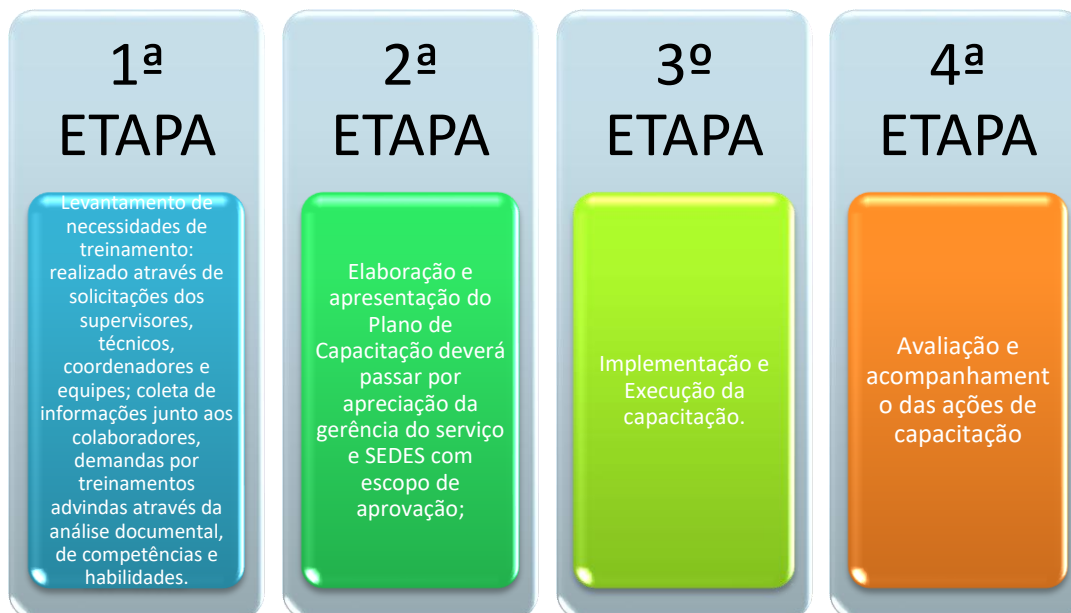 1ª
ETAPA
Levantamento de
necessidades de
treinamento:
realizado através de
solicitações dos
supervisores,
técnicos,
coordenadores e
equipes; coleta de
informações junto aos
colaboradores,
demandas por
treinamentos
advindas através da
análise documental,
de competências e
habilidades.
2ª
ETAPA
Elaboração e
apresentação do
Plano de
Capacitação deverá
passar por
apreciação da
gerência do serviço
e SEDES com
escopo de
aprovação;
3º
ETAPA
Implementação e
Execução da
capacitação.
4ª
ETAPA
Avaliação e
acompanhament
o das ações de
capacitação